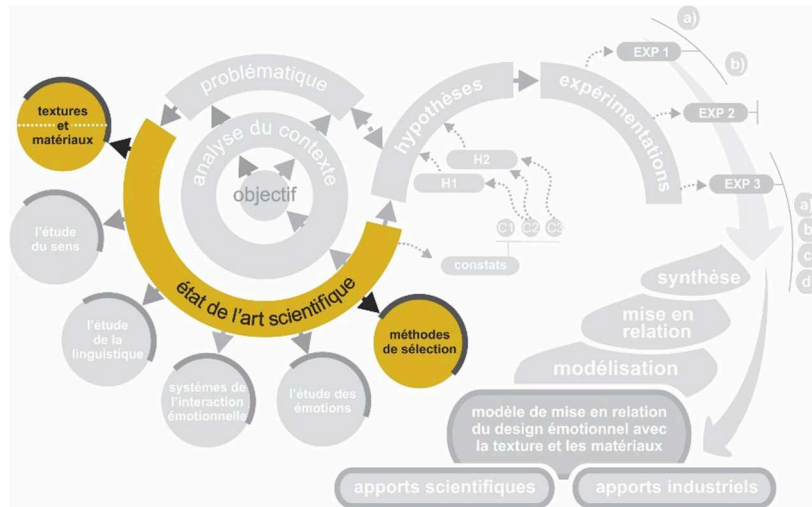 problématique
analyse du contexte
objectif
état de l'art scientifique
textures
et
matériaux
l'étude
du sens
l'étude
de la
linguistique
systèmes de
l'interaction
émotionnelle
l'étude des
émotions
méthodes
de sélection
hypothèses
H1
H2
C1
C2
C3
constats
expérimentations
EXP 1
a)
b)
EXP 2
EXP 3
a)
b
c
d
synthèse
mise en
relation
modélisation
modèle de mise en relation
du design émotionnel avec
la texture et les matériaux
apports scientifiques
apports industriels